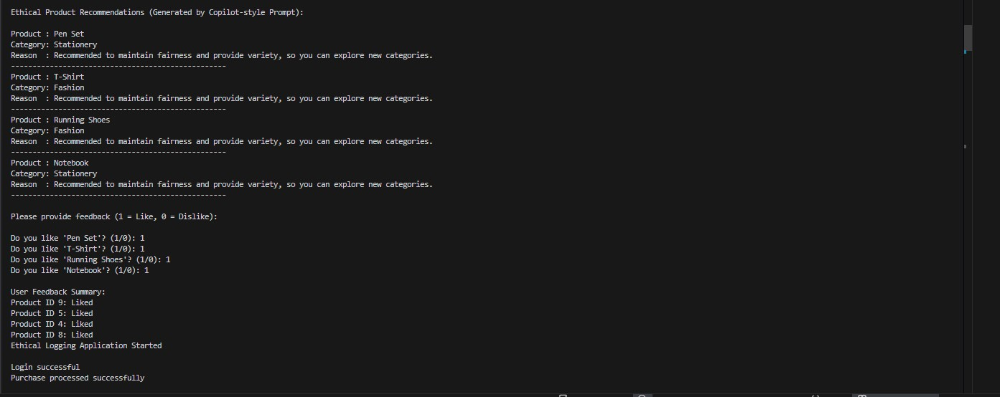 Ethical Product Recommendations (Generated by Copilot-style Prompt):
Product : Pen Set
Category: Stationery
Reason  : Recommended to maintain fairness and provide variety, so you can explore new categories.
--------------------------------------------------
Product : T-Shirt
Category: Fashion
Reason  : Recommended to maintain fairness and provide variety, so you can explore new categories.
--------------------------------------------------
Product : Running Shoes
Category: Fashion
Reason  : Recommended to maintain fairness and provide variety, so you can explore new categories.
--------------------------------------------------
Product : Notebook
Category: Stationery
Reason  : Recommended to maintain fairness and provide variety, so you can explore new categories.
--------------------------------------------------
Please provide feedback (1 = Like, 0 = Dislike):
Do you like 'Pen Set'? (1/0): 1
Do you like 'T-Shirt'? (1/0): 1
Do you like 'Running Shoes'? (1/0): 1
Do you like 'Notebook'? (1/0): 1
User Feedback Summary:
Product ID 9: Liked
Product ID 5: Liked
Product ID 4: Liked
Product ID 8: Liked
Ethical Logging Application Started
Login successful
Purchase processed successfully